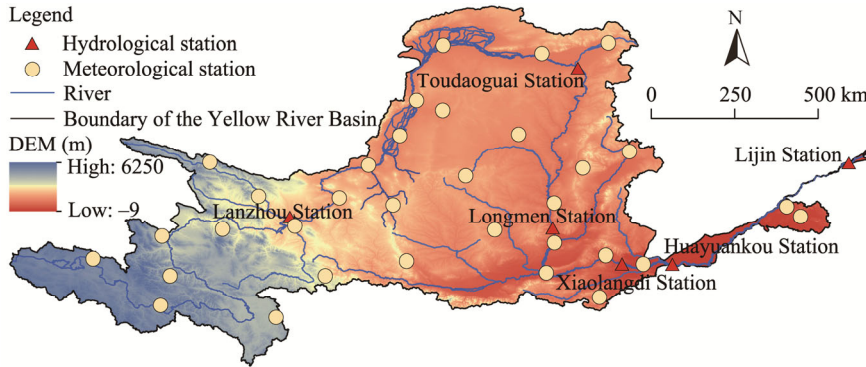 Legend
Hydrological station
Meteorological station
River
Boundary of the Yellow River Basin
DEM (m)
High: 6250
Low: –9
N
0 250 500 km
Toudaoguai Station
Lijin Station
Lanzhou Station
Longmen Station
Huayuankou Station
Xiaolangdi Station